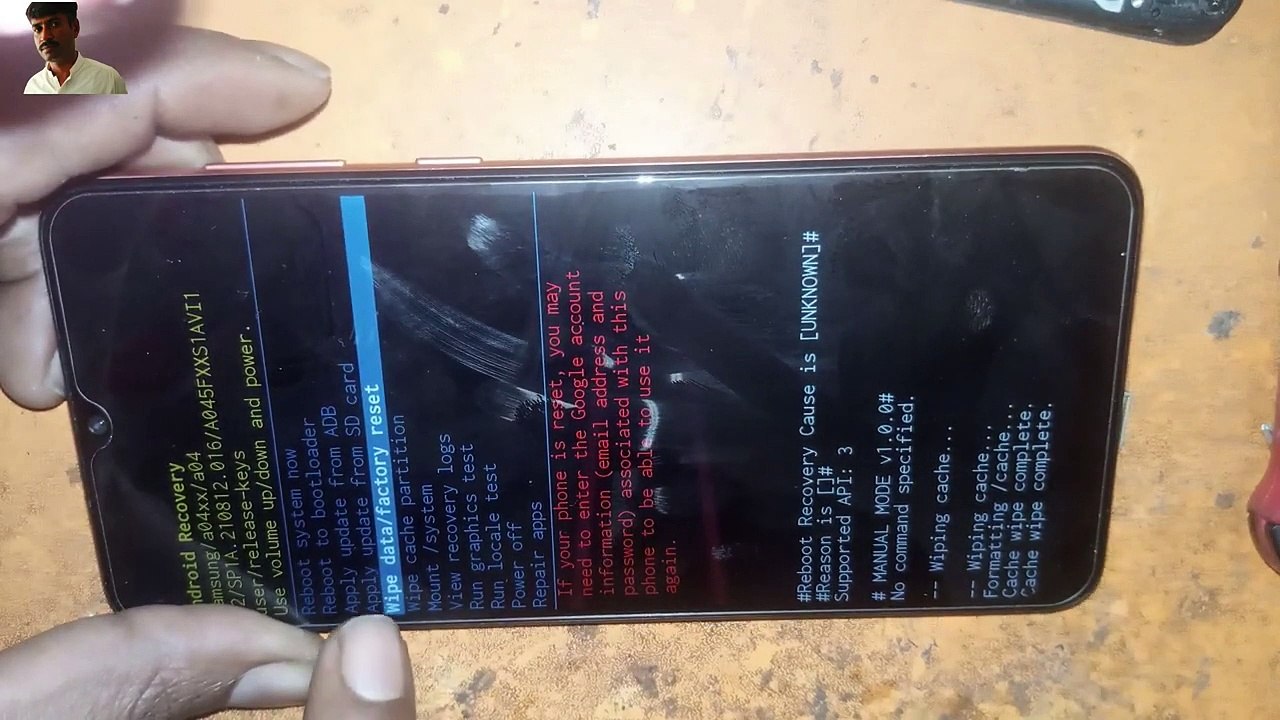 ndroid Recovery
amsung/a04xx/a04
2/SP1A.210812.016/A045FXXS1AVI1
user/release-keys
Use volume up/down and power.
Reboot system now
Reboot to bootloader
Apply update from ADB
Apply update from SD card
Wipe data/factory reset
Wipe cache partition
Mount /system
View recovery logs
Run graphics test
Run locale test
Power off
Repair apps
If your phone is reset, you may
need to enter the Google account
information (email address and
password) associated with this
phone to be able to use it
again.
#Reboot Recovery Cause is [UNKNOWN]#
#Reason is []#
Supported API: 3
# MANUAL MODE v1.0.0#
No command specified.
-- Wiping cache...
-- Wiping cache...
Formatting /cache...
Cache wipe complete.
Cache wipe complete.